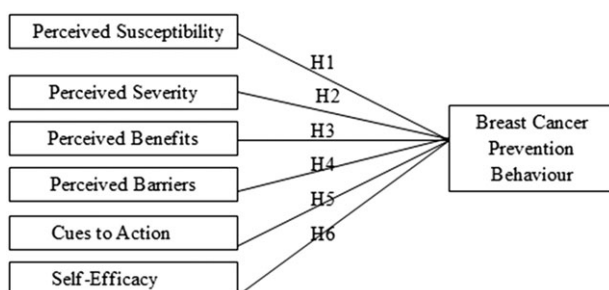 Perceived Susceptibility
H1
Perceived Severity
H2
Perceived Benefits
H3
Breast Cancer
Prevention
Behaviour
Perceived Barriers
H4
Cues to Action
H5
H6
Self-Efficacy